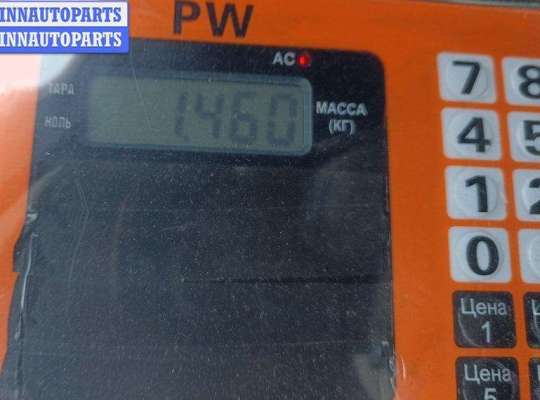 INNAUTOPARTS
INNAUTOPARTS
PW
AC
ТАРА
НОЛЬ
1.460
МАССА
(КГ)
7 8
4 5
1 2
0
Цена
1
Цена
5